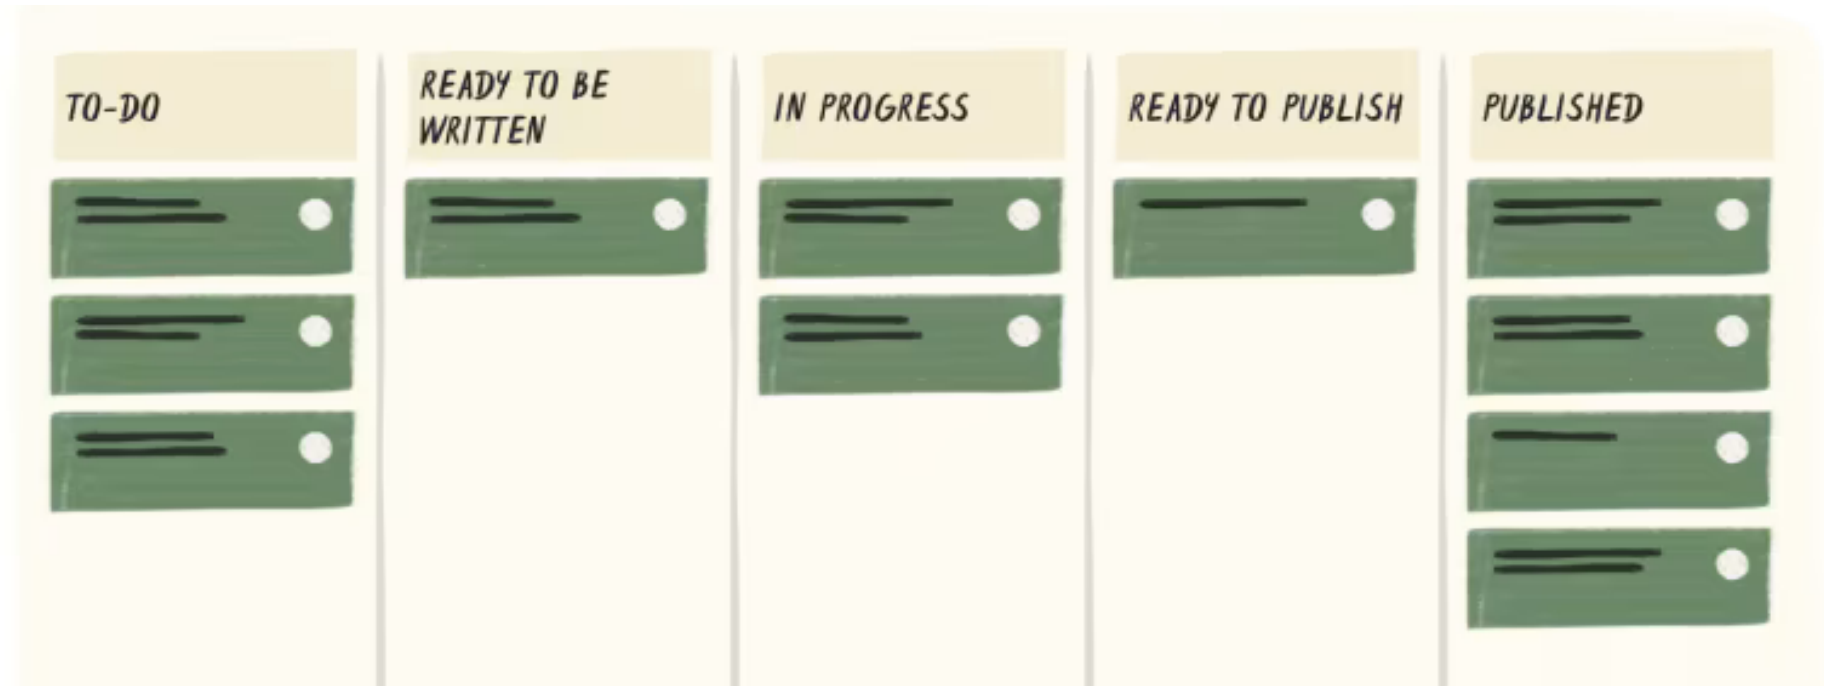 TO-DO
READY TO BE
WRITTEN
IN PROGRESS
READY TO PUBLISH
PUBLISHED